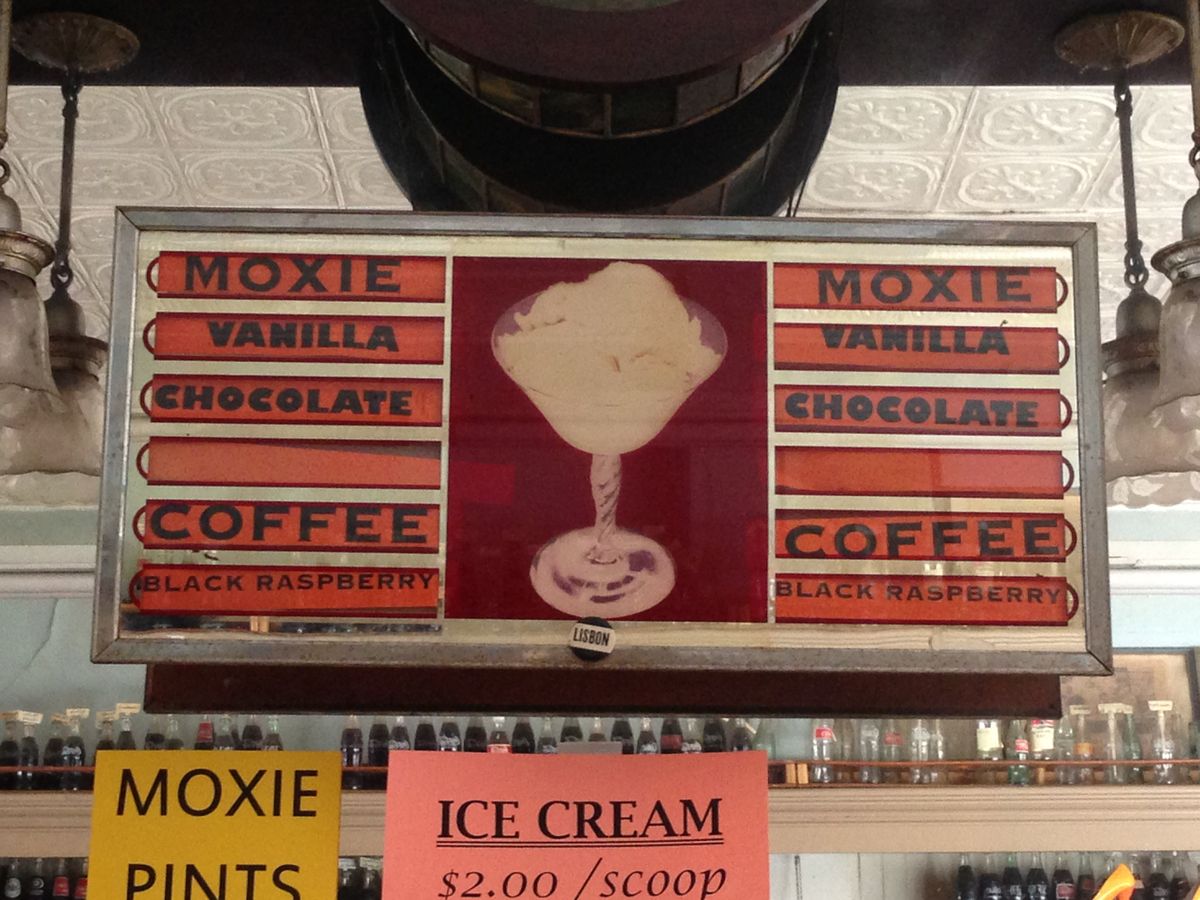 MOXIE
VANILLA
CHOCOLATE
COFFEE
BLACK RASPBERRY
MOXIE
VANILLA
CHOCOLATE
COFFEE
BLACK RASPBERRY
LISBON
MOXIE
PINTS
ICE CREAM
$2.00 /scoop